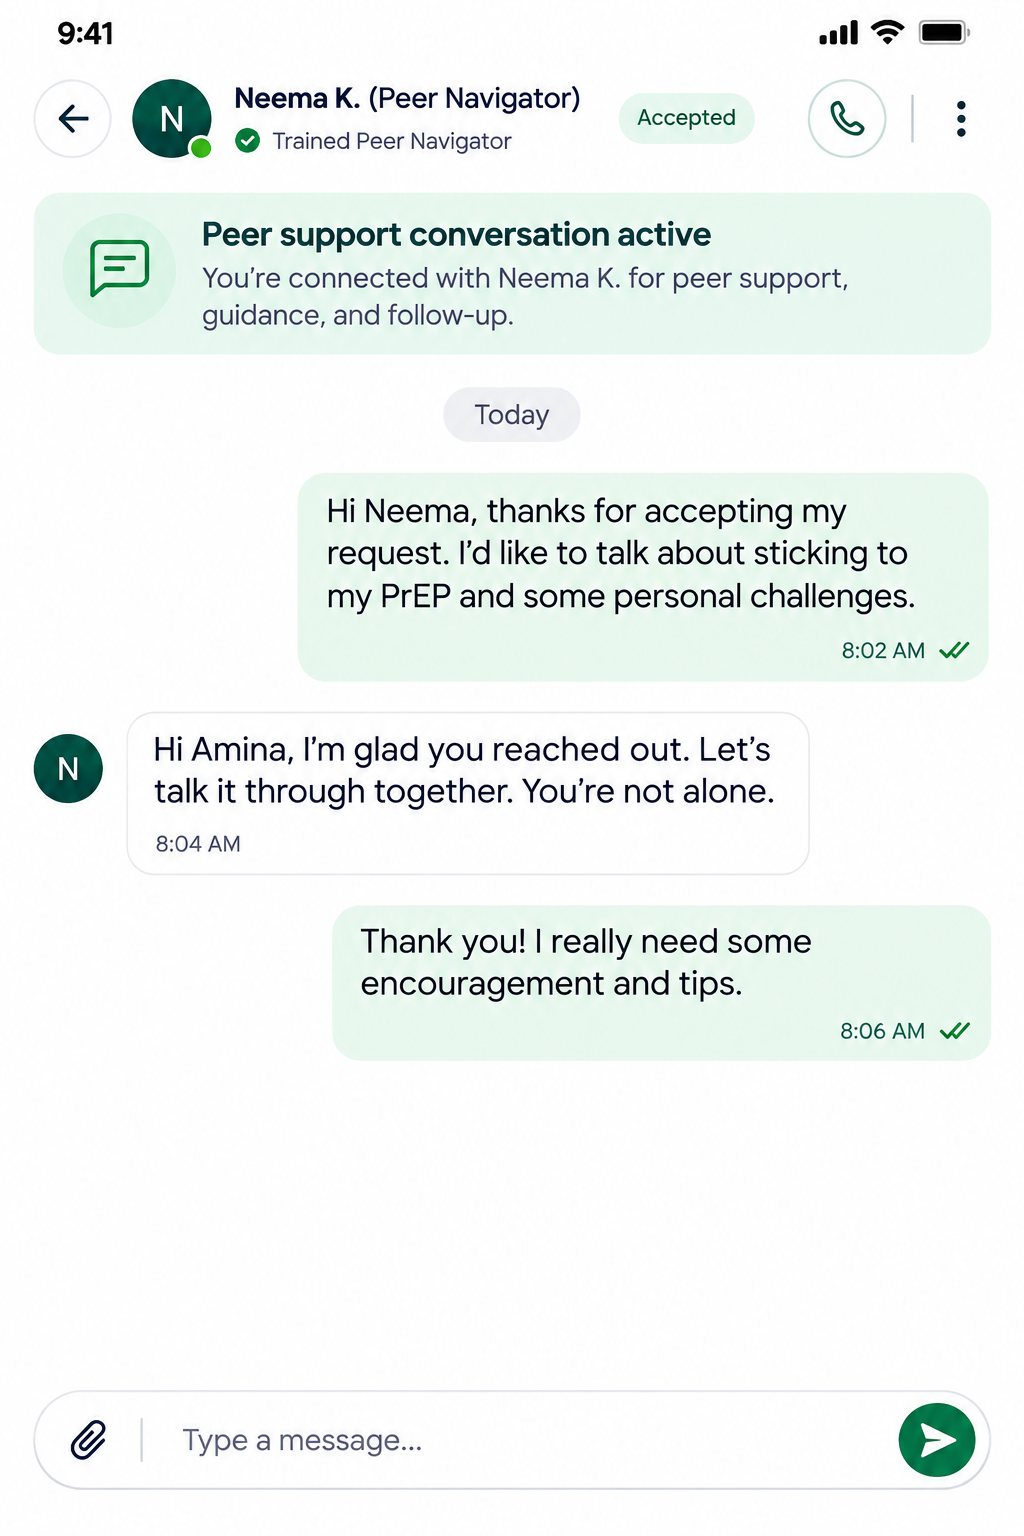 9:41
N
Neema K. (Peer Navigator)
Trained Peer Navigator
Accepted
Peer support conversation active
You’re connected with Neema K. for peer support,
guidance, and follow-up.
Today
Hi Neema, thanks for accepting my
request. I’d like to talk about sticking to
my PrEP and some personal challenges.
8:02 AM
N
Hi Amina, I’m glad you reached out. Let’s
talk it through together. You’re not alone.
8:04 AM
Thank you! I really need some
encouragement and tips.
8:06 AM
Type a message...